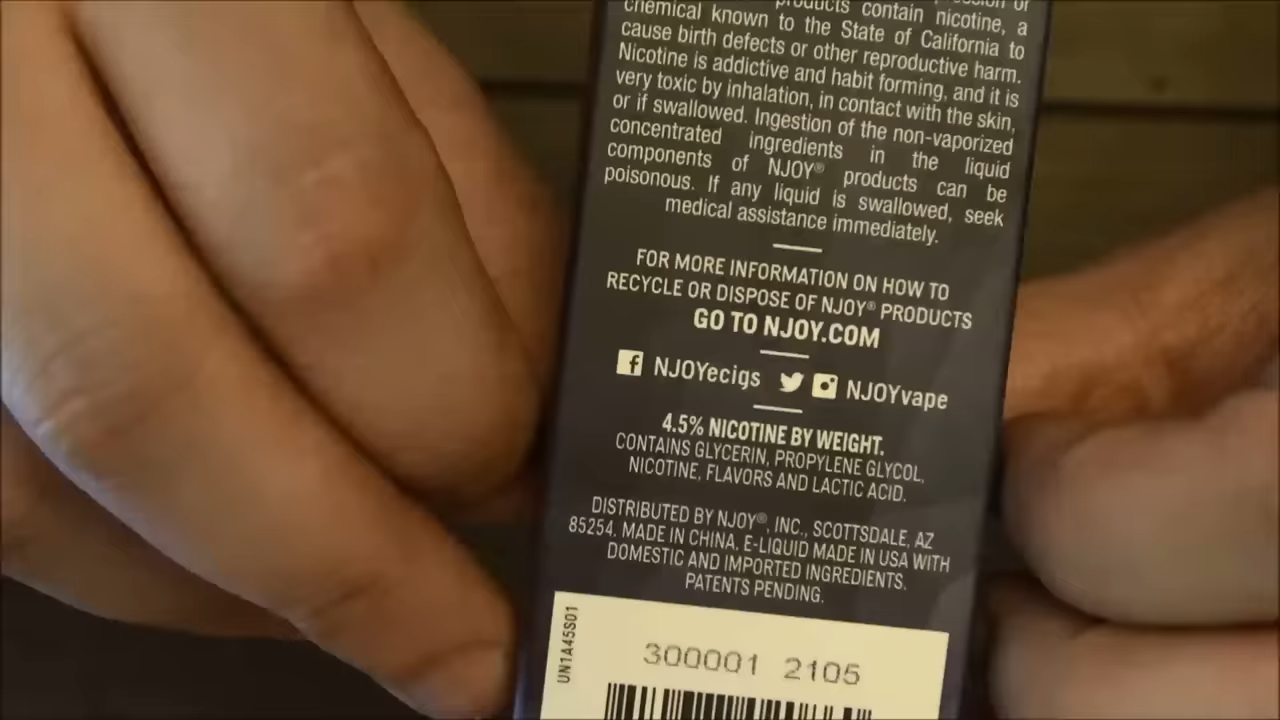 products contain nicotine, a
chemical known to the State of California to
cause birth defects or other reproductive harm.
Nicotine is addictive and habit forming, and it is
very toxic by inhalation, in contact with the skin,
or if swallowed. Ingestion of the non-vaporized
concentrated ingredients in the liquid
components of NJOY® products can be
poisonous. If any liquid is swallowed, seek
medical assistance immediately.
FOR MORE INFORMATION ON HOW TO
RECYCLE OR DISPOSE OF NJOY® PRODUCTS
GO TO NJOY.COM
NJOYecigs NJOYvape
4.5% NICOTINE BY WEIGHT.
CONTAINS GLYCERIN, PROPYLENE GLYCOL,
NICOTINE, FLAVORS AND LACTIC ACID.
DISTRIBUTED BY NJOY®, INC., SCOTTSDALE, AZ
85254. MADE IN CHINA. E-LIQUID MADE IN USA WITH
DOMESTIC AND IMPORTED INGREDIENTS.
PATENTS PENDING.
UN1A45S01
300001 2105